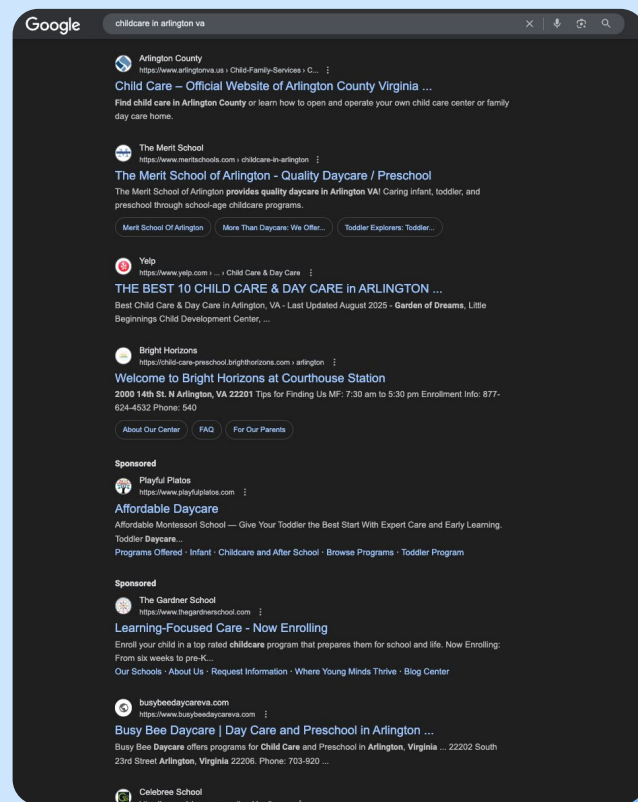 Google
childcare in arlington va
Arlington County
https://www.arlingtonva.us › Child-Family-Services › C...
Child Care – Official Website of Arlington County Virginia ...
Find child care in Arlington County or learn how to open and operate your own child care center or family
day care home.
The Merit School
https://www.meritschools.com › childcare-in-arlington
The Merit School of Arlington - Quality Daycare / Preschool
The Merit School of Arlington provides quality daycare in Arlington VA! Caring infant, toddler, and
preschool through school-age childcare programs.
Merit School Of Arlington
More Than Daycare: We Offer...
Toddler Explorers: Toddler...
Yelp
https://www.yelp.com › ... › Child Care & Day Care
THE BEST 10 CHILD CARE & DAY CARE in ARLINGTON ...
Best Child Care & Day Care in Arlington, VA - Last Updated August 2025 - Garden of Dreams, Little
Beginnings Child Development Center, ...
Bright Horizons
https://child-care-preschool.brighthorizons.com › arlington
Welcome to Bright Horizons at Courthouse Station
2000 14th St. N Arlington, VA 22201 Tips for Finding Us MF: 7:30 am to 5:30 pm Enrollment Info: 877-
624-4532 Phone: 540
About Our Center
FAQ
For Our Parents
Sponsored
Playful Platos
https://www.playfulplatos.com
Affordable Daycare
Affordable Montessori School — Give Your Toddler the Best Start With Expert Care and Early Learning.
Toddler Daycare...
Programs Offered · Infant · Childcare and After School · Browse Programs · Toddler Program
Sponsored
The Gardner School
https://www.thegardnerschool.com
Learning-Focused Care - Now Enrolling
Enroll your child in a top rated childcare program that prepares them for school and life. Now Enrolling:
From six weeks to pre-K...
Our Schools · About Us · Request Information · Where Young Minds Thrive · Blog Center
busybeedaycareva.com
https://www.busybeedaycareva.com
Busy Bee Daycare | Day Care and Preschool in Arlington ...
Busy Bee Daycare offers programs for Child Care and Preschool in Arlington, Virginia ... 22202 South
23rd Street Arlington, Virginia 22206. Phone: 703-920 ...
Celebree School